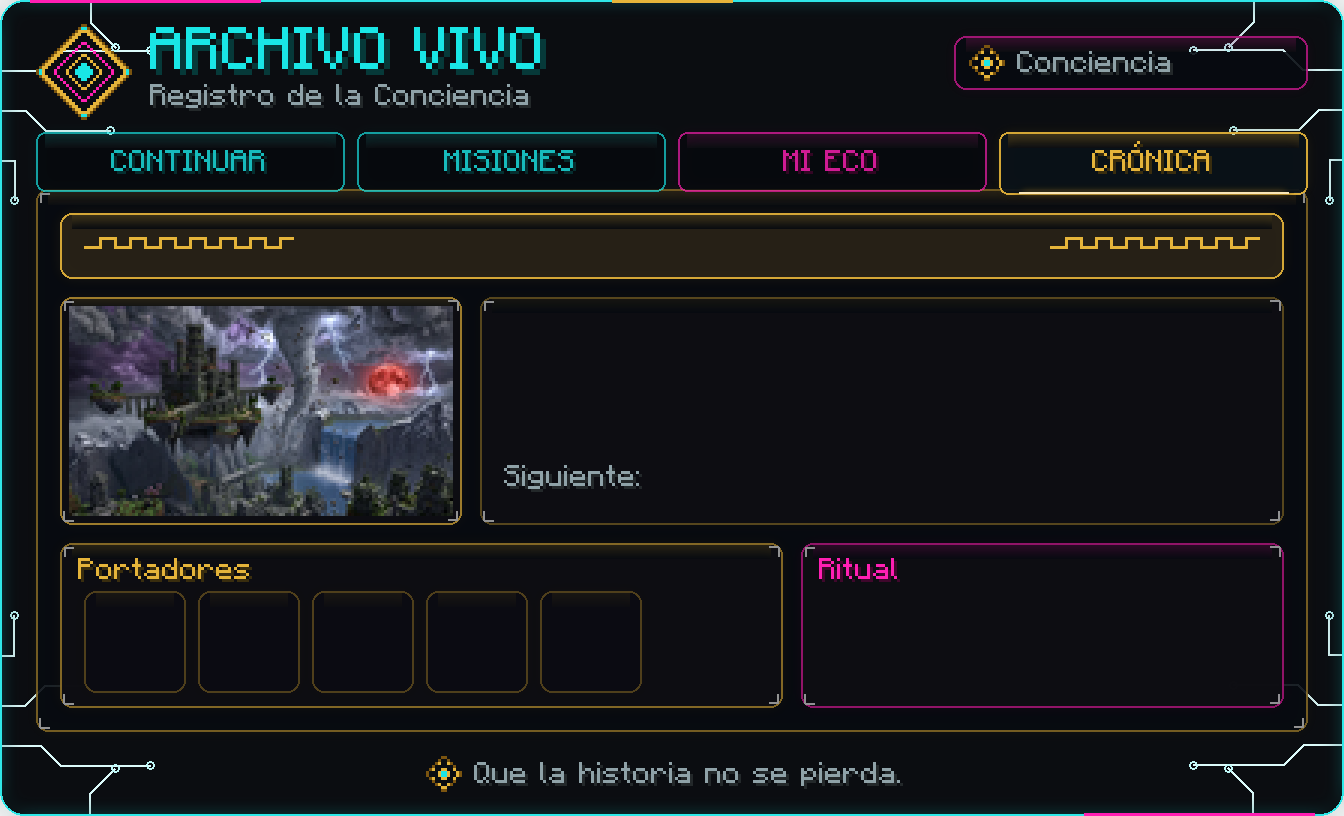 ARCHIVO VIVO
Registro de la Conciencia
Conciencia
CONTINUAR
MISIONES
MI ECO
CRÓNICA
Siguiente:
Portadores
Ritual
Que la historia no se pierda.